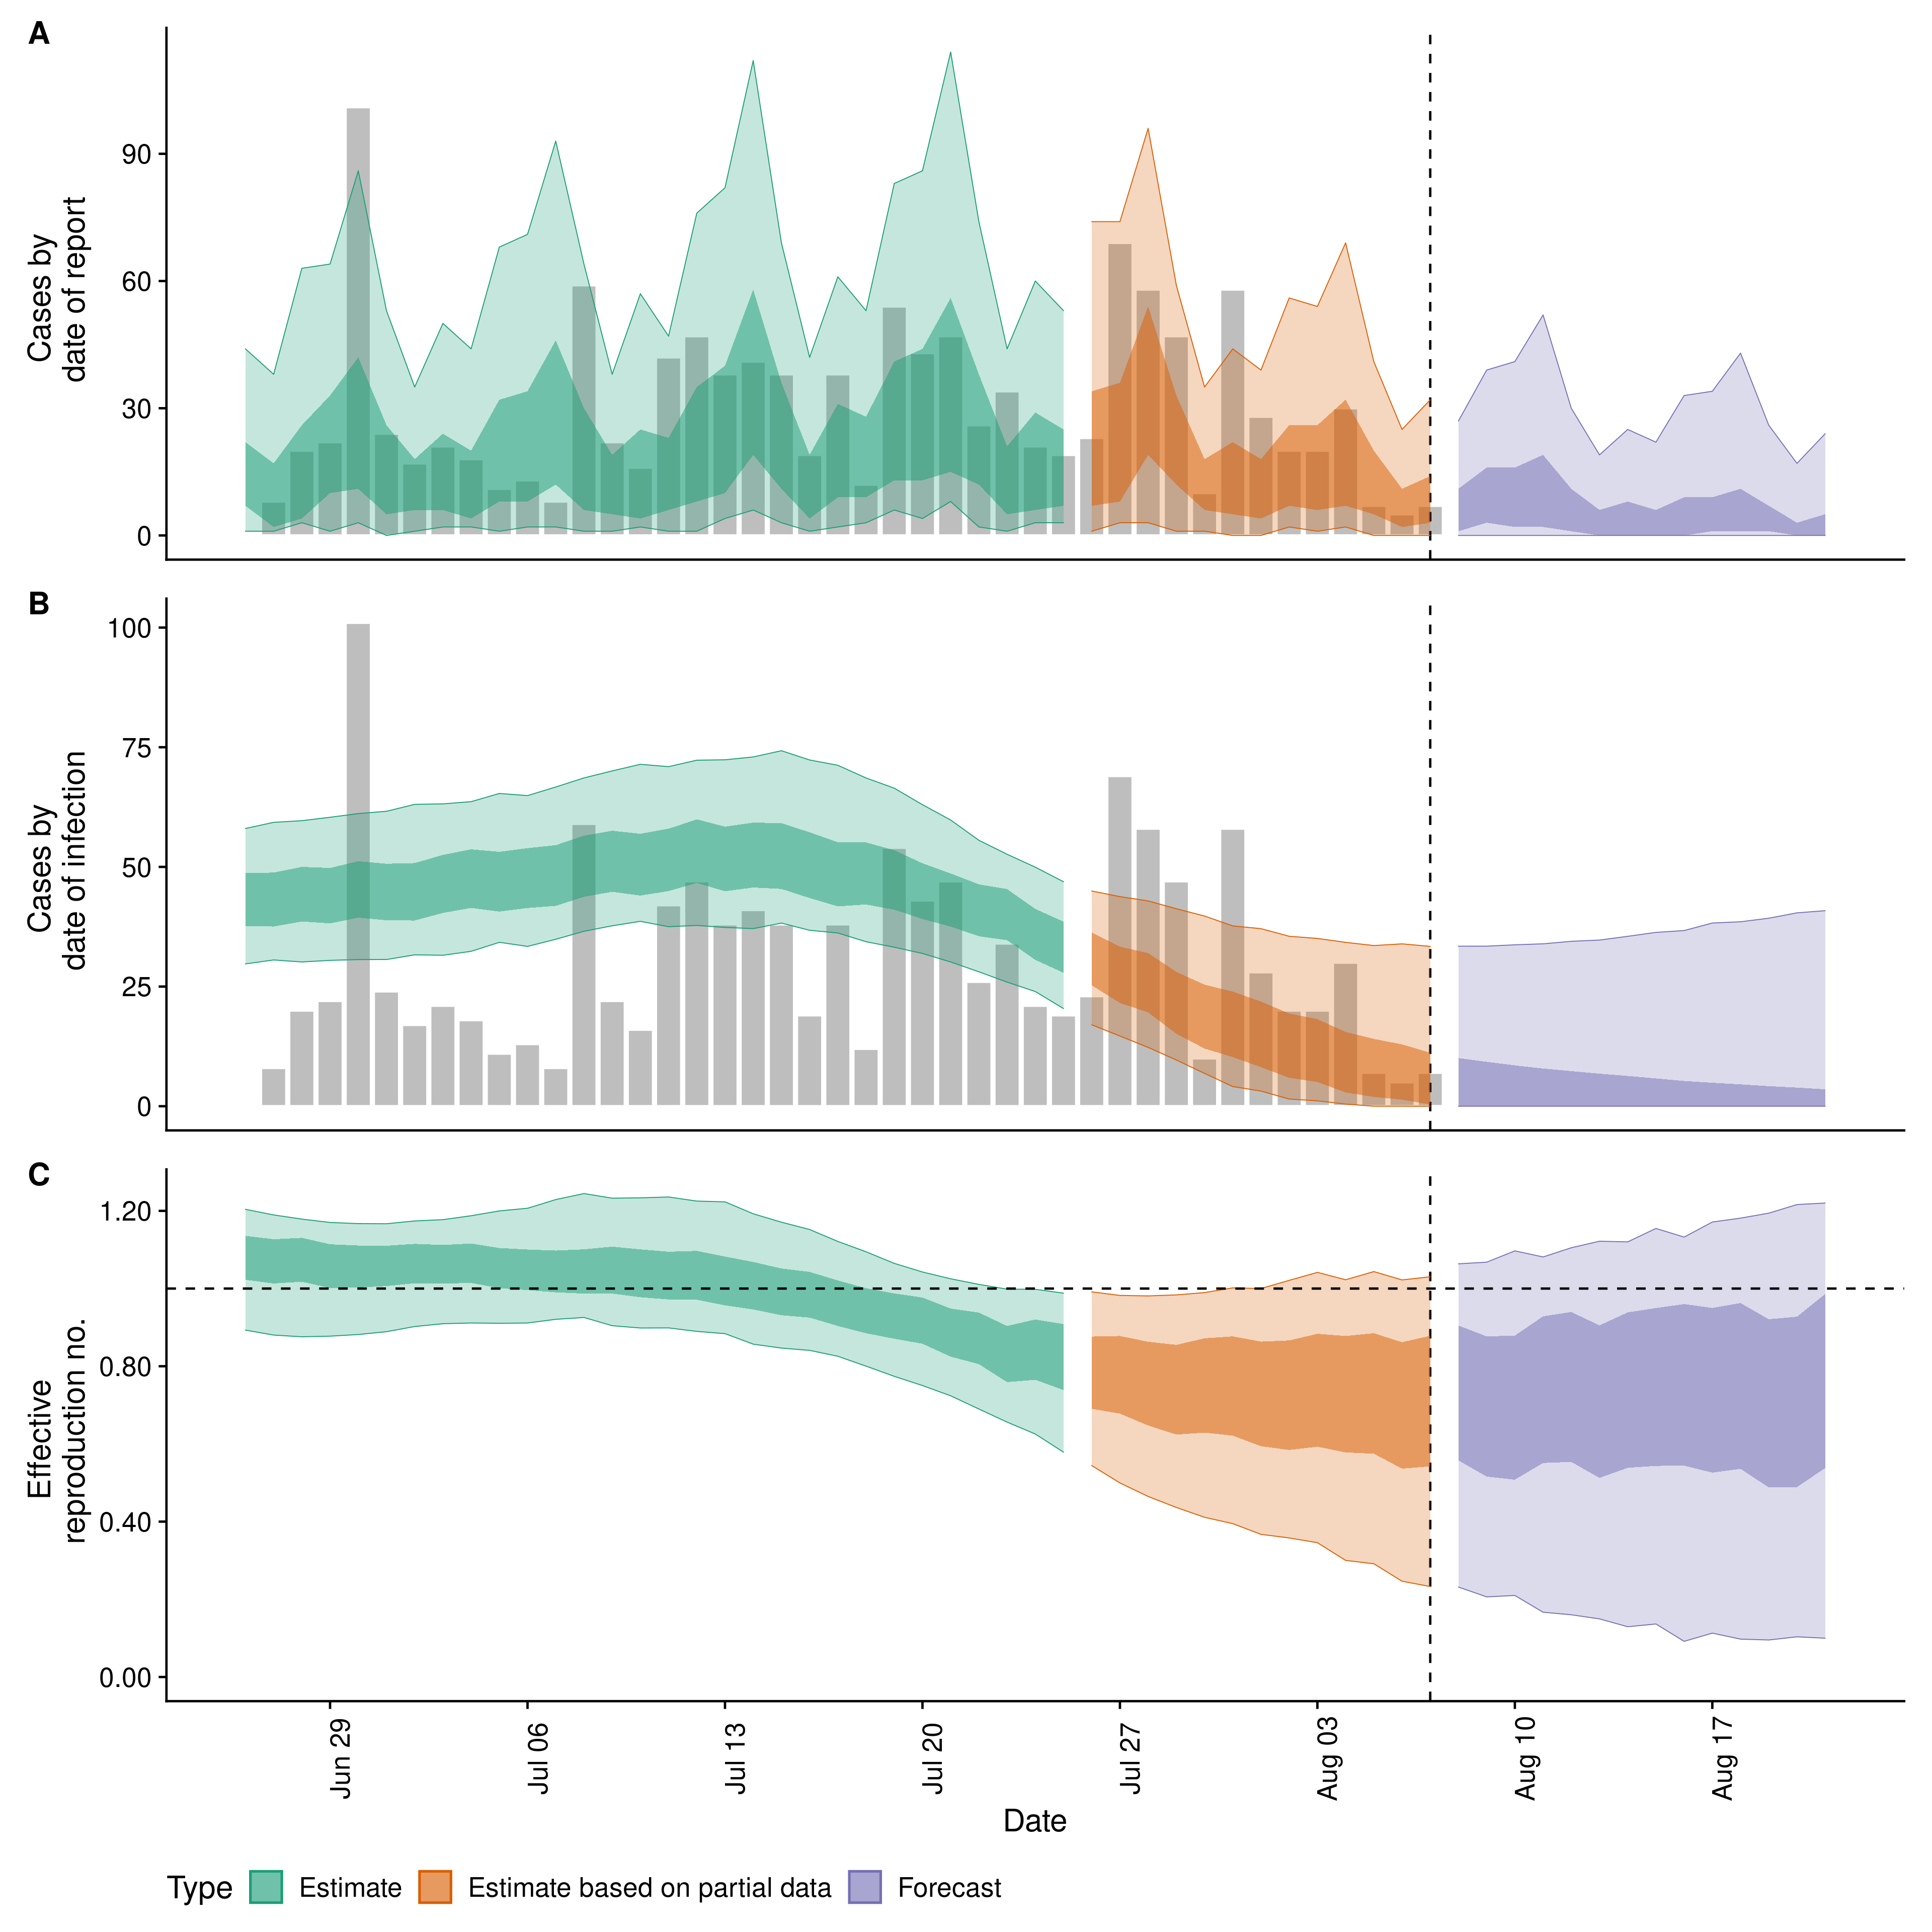 A
Cases by
date of report
90
60
30
0
B
Cases by
date of infection
100
75
50
25
0
C
Effective
reproduction no.
1.20
0.80
0.40
0.00
Jun 29
Jul 06
Jul 13
Jul 20
Jul 27
Aug 03
Aug 10
Aug 17
Date
Type Estimate Estimate based on partial data Forecast